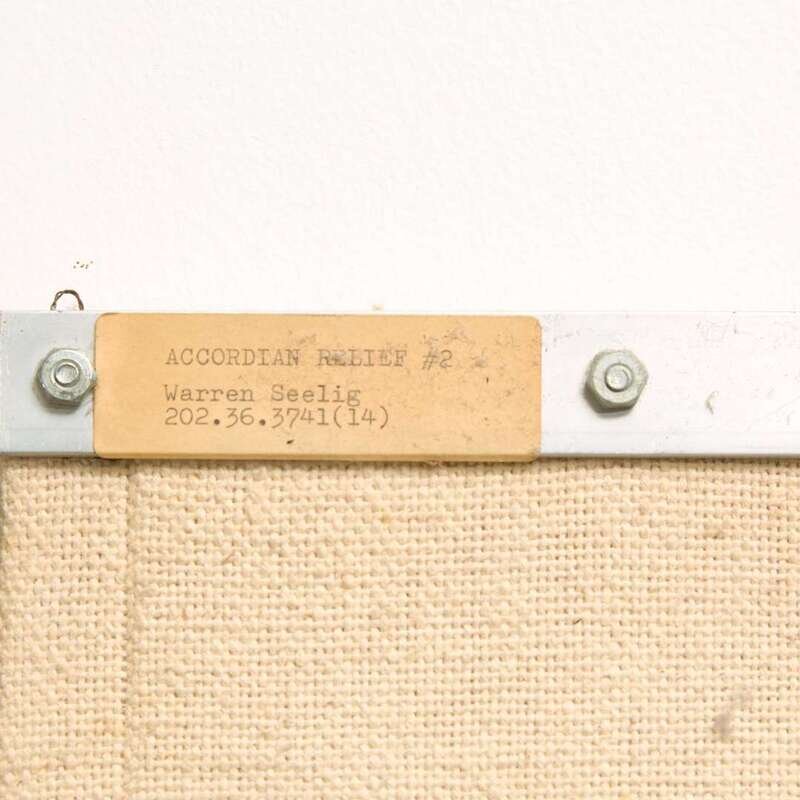 ACCORDIAN RELIEF #2
Warren Seelig
202.36.3741(14)